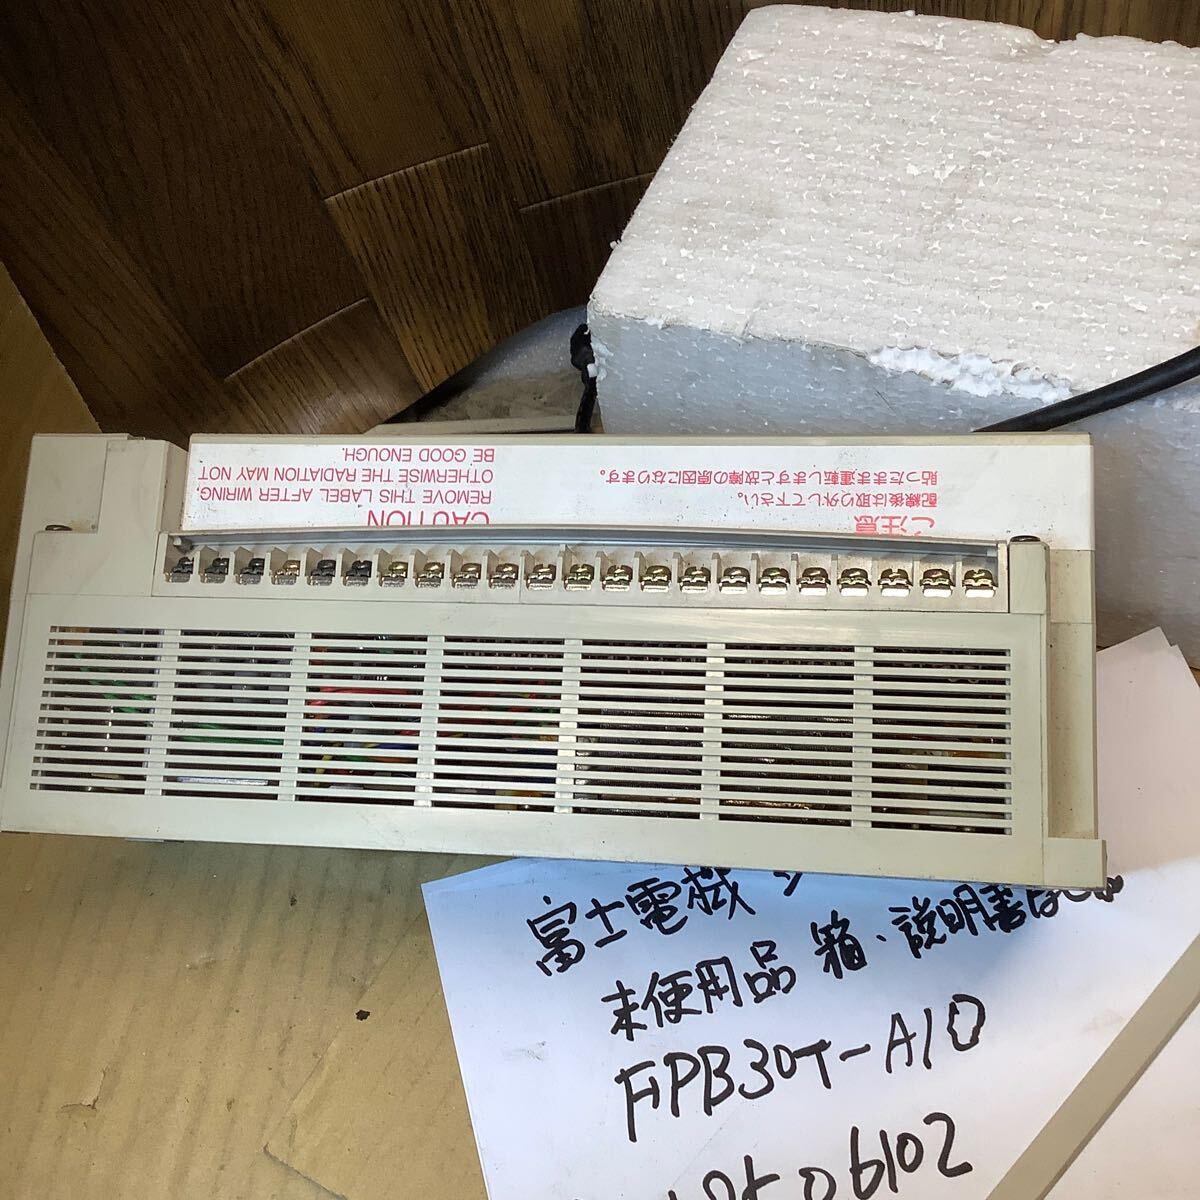 ご注意
配線後は取り外して下さい。
貼ったまま運転しますと故障の原因になります。
CAUTION
REMOVE THIS LABEL AFTER WIRING,
OTHERWISE THE RADIATION MAY NOT
BE GOOD ENOUGH.
富士電機 シ
未使用品 箱、説明書
FPB30T-A10
06102